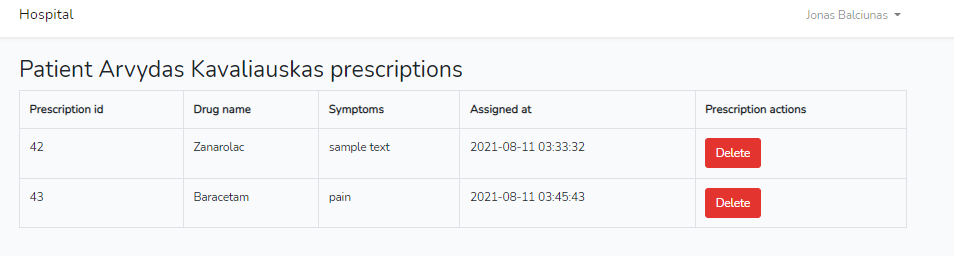 Hospital
Jonas Balciunas
Patient Arvydas Kavaliauskas prescriptions
Prescription id Drug name Symptoms Assigned at Prescription actions
42 Zanarolac sample text 2021-08-11 03:33:32 Delete
43 Baracetam pain 2021-08-11 03:45:43 Delete